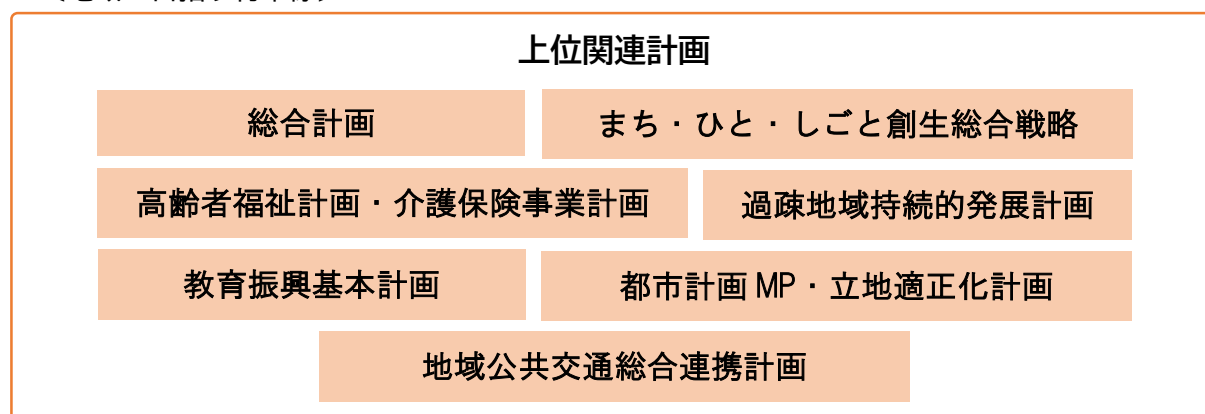 上位関連計画
総合計画
まち・ひと・しごと創生総合戦略
高齢者福祉計画・介護保険事業計画
過疎地域持続的発展計画
教育振興基本計画
都市計画 MP・立地適正化計画
地域公共交通総合連携計画